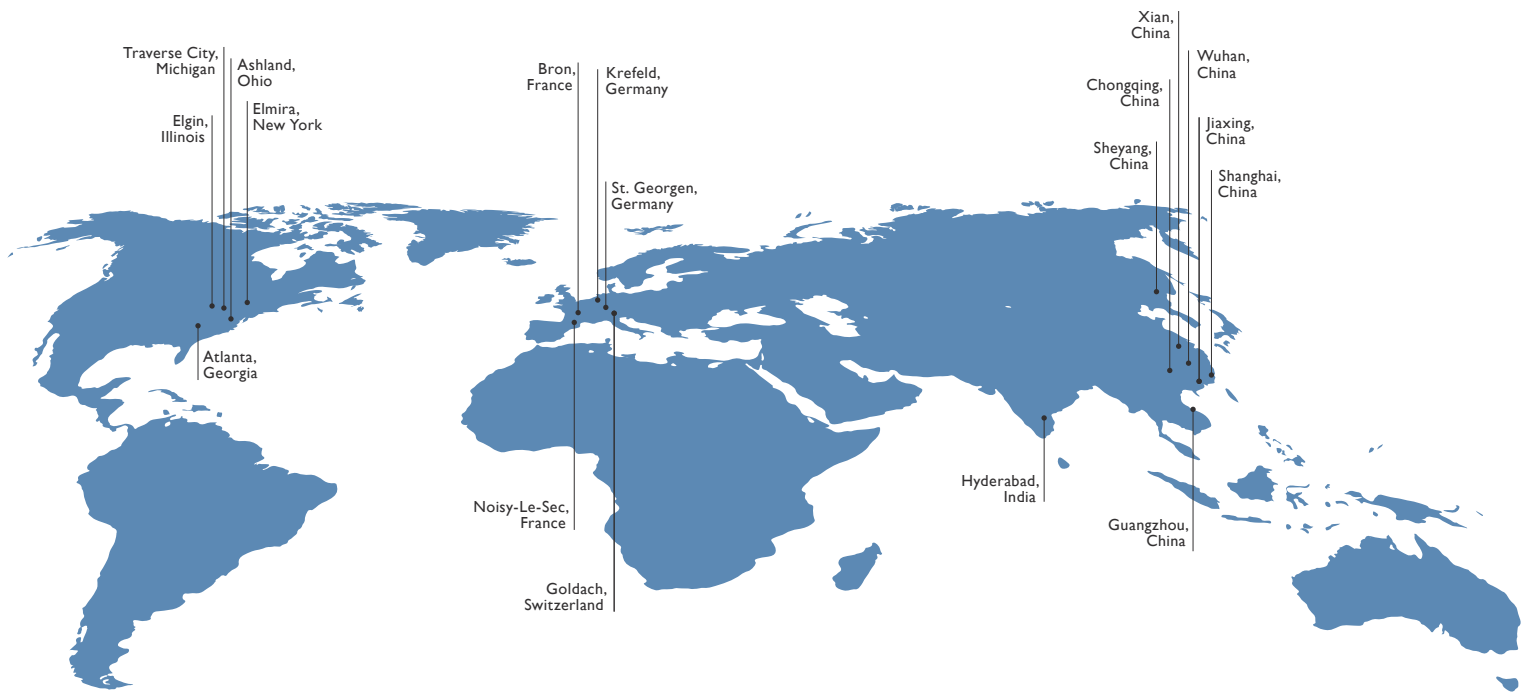 Traverse City,
Michigan
Ashland,
Ohio
Elgin,
Illinois
Elmira,
New York
Atlanta,
Georgia
Bron,
France
Krefeld,
Germany
St. Georgen,
Germany
Noisy-Le-Sec,
France
Goldach,
Switzerland
Xian,
China
Wuhan,
China
Chongqing,
China
Jiaxing,
China
Sheyang,
China
Shanghai,
China
Hyderabad,
India
Guangzhou,
China